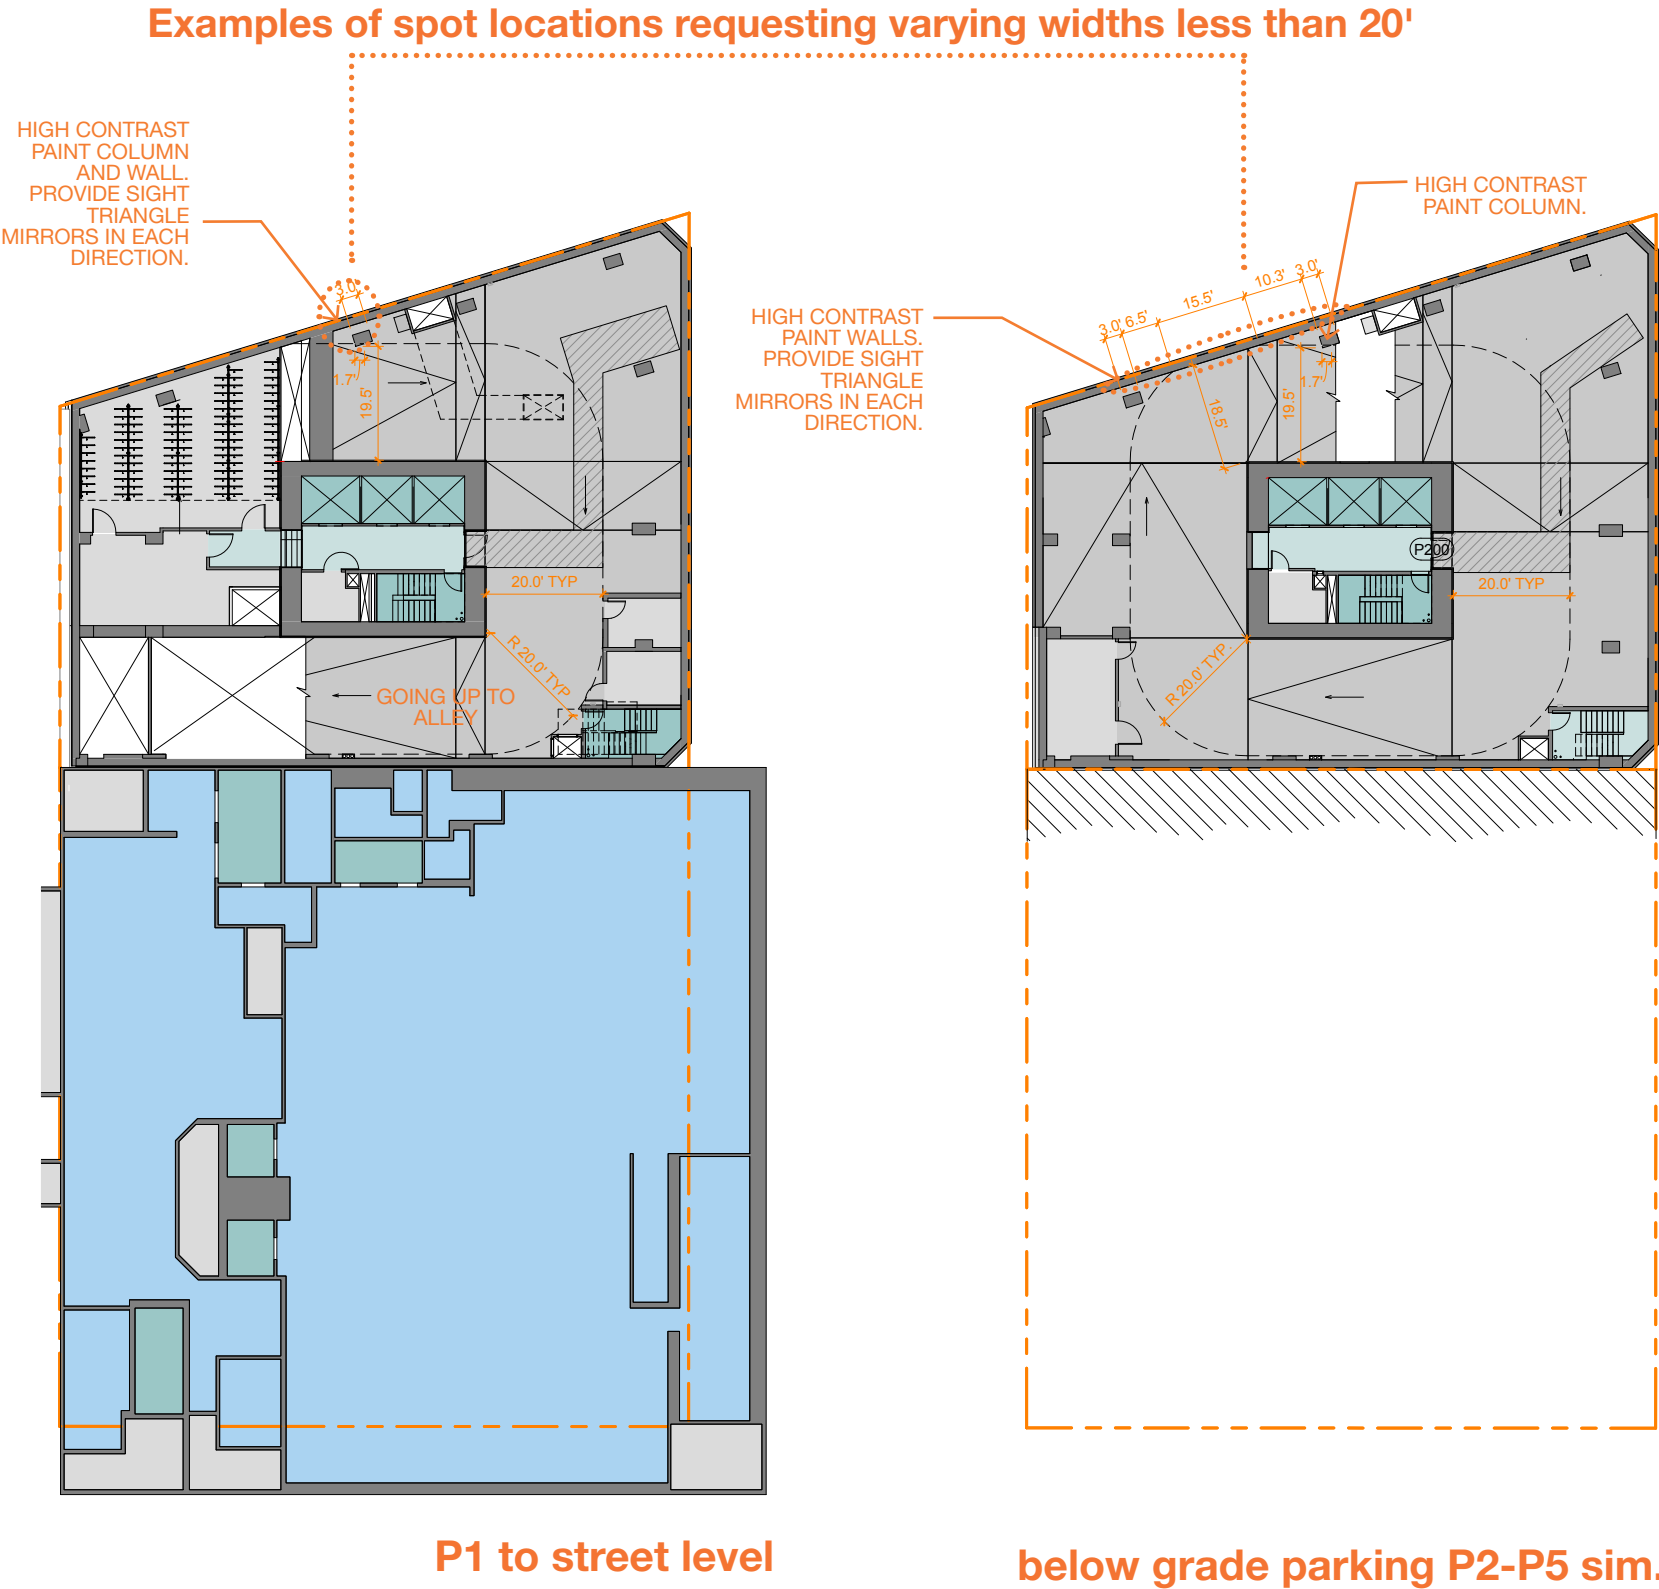 Examples of spot locations requesting varying widths less than 20'
HIGH CONTRAST
PAINT COLUMN
AND WALL.
PROVIDE SIGHT
TRIANGLE
MIRRORS IN EACH
DIRECTION.
3.0'
1.7'
19.5'
20.0' TYP
R 20.0' TYP
GOING UP TO
ALLEY
HIGH CONTRAST
PAINT COLUMN.
HIGH CONTRAST
PAINT WALLS.
PROVIDE SIGHT
TRIANGLE
MIRRORS IN EACH
DIRECTION.
3.0'
6.5'
15.5'
10.3'
3.0'
1.7'
18.5'
19.5'
P200
20.0' TYP
R 20.0' TYP.
P1 to street level
below grade parking P2-P5 sim.